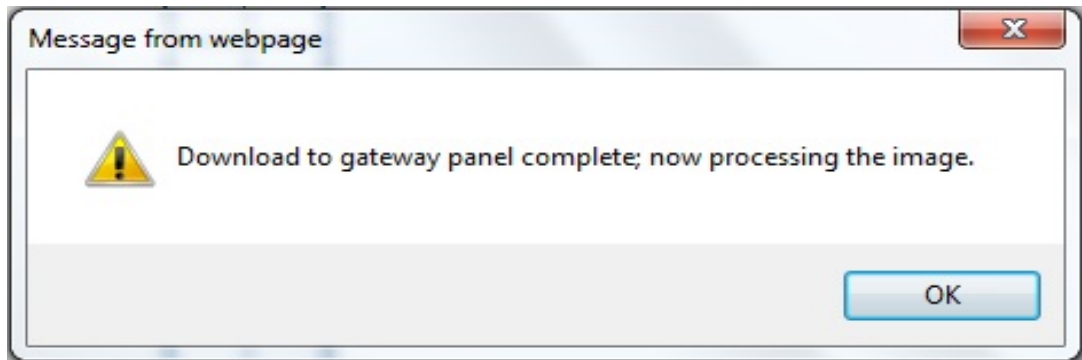 Message from webpage
Download to gateway panel complete; now processing the image.
OK